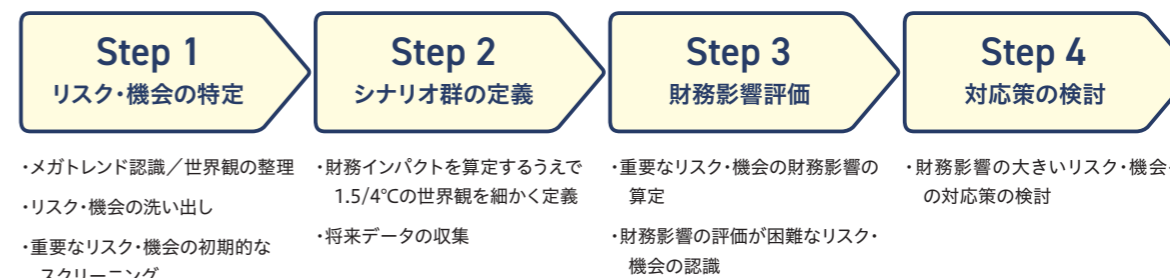 Step 1
リスク・機会の特定
Step 2
シナリオ群の定義
Step 3
財務影響評価
Step 4
対応策の検討
・メガトレンド認識／世界観の整理
・リスク・機会の洗い出し
・重要なリスク・機会の初期的な
スクリーニング
・財務インパクトを算定するうえで
1.5/4℃の世界観を細かく定義
・将来データの収集
・重要なリスク・機会の財務影響の
算定
・財務影響の評価が困難なリスク・
機会の認識
・財務影響の大きいリスク・機会
の対応策の検討